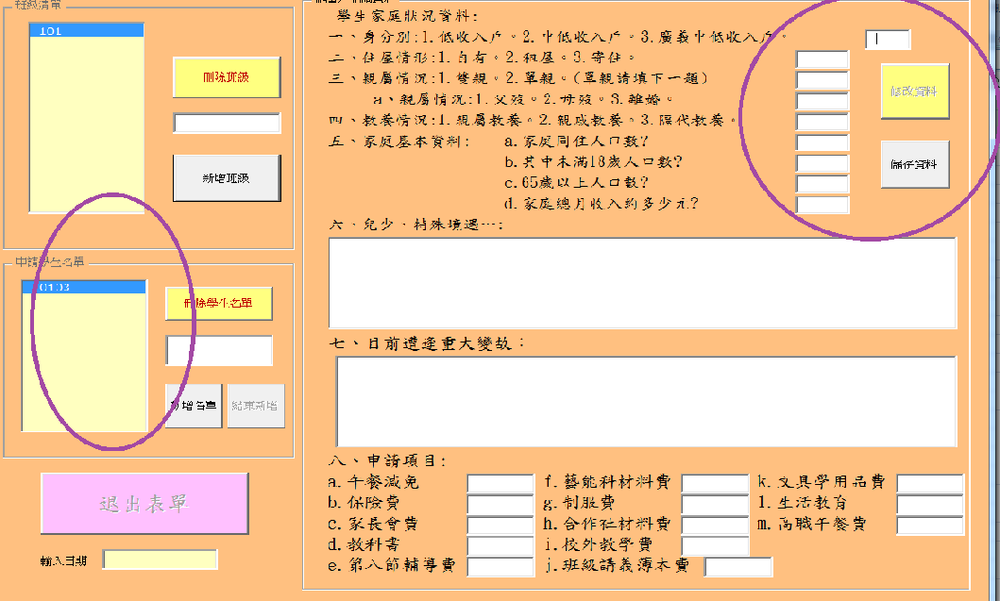 班級清單
101
刪除班級
新增班級
申請學生名單
10103
刪除學生名單
新增名單
結束新增
退出表單
輸入日期
學生家庭狀況資料:
一、身分別:1.低收入戶。2.中低收入戶。3.廣義中低收入戶。
二、住屋情形:1.自有。2.租屋。3.寄住。
三、親屬情況:1.雙親。2.單親。(單親請填下一題)
a、親屬情況:1.父歿。2.母歿。3.離婚。
四、教養情況:1.親屬教養。2.親戚教養。3.隔代教養。
五、家庭基本資料: a.家庭同住人口數?
b.其中未滿18歲人口數?
c.65歲以上人口數?
d.家庭總月收入約多少元?
修改資料
儲存資料
六、兒少、特殊境遇…:
七、目前遭逢重大變故:
八、申請項目:
a.午餐減免 f.藝能科材料費 k.文具學用品費
b.保險費 g.制服費 l.生活教育
c.家長會費 h.合作社材料費 m.高職午餐費
d.教科書 i.校外教學費
e.第八節輔導費 j.班級講義薄本費